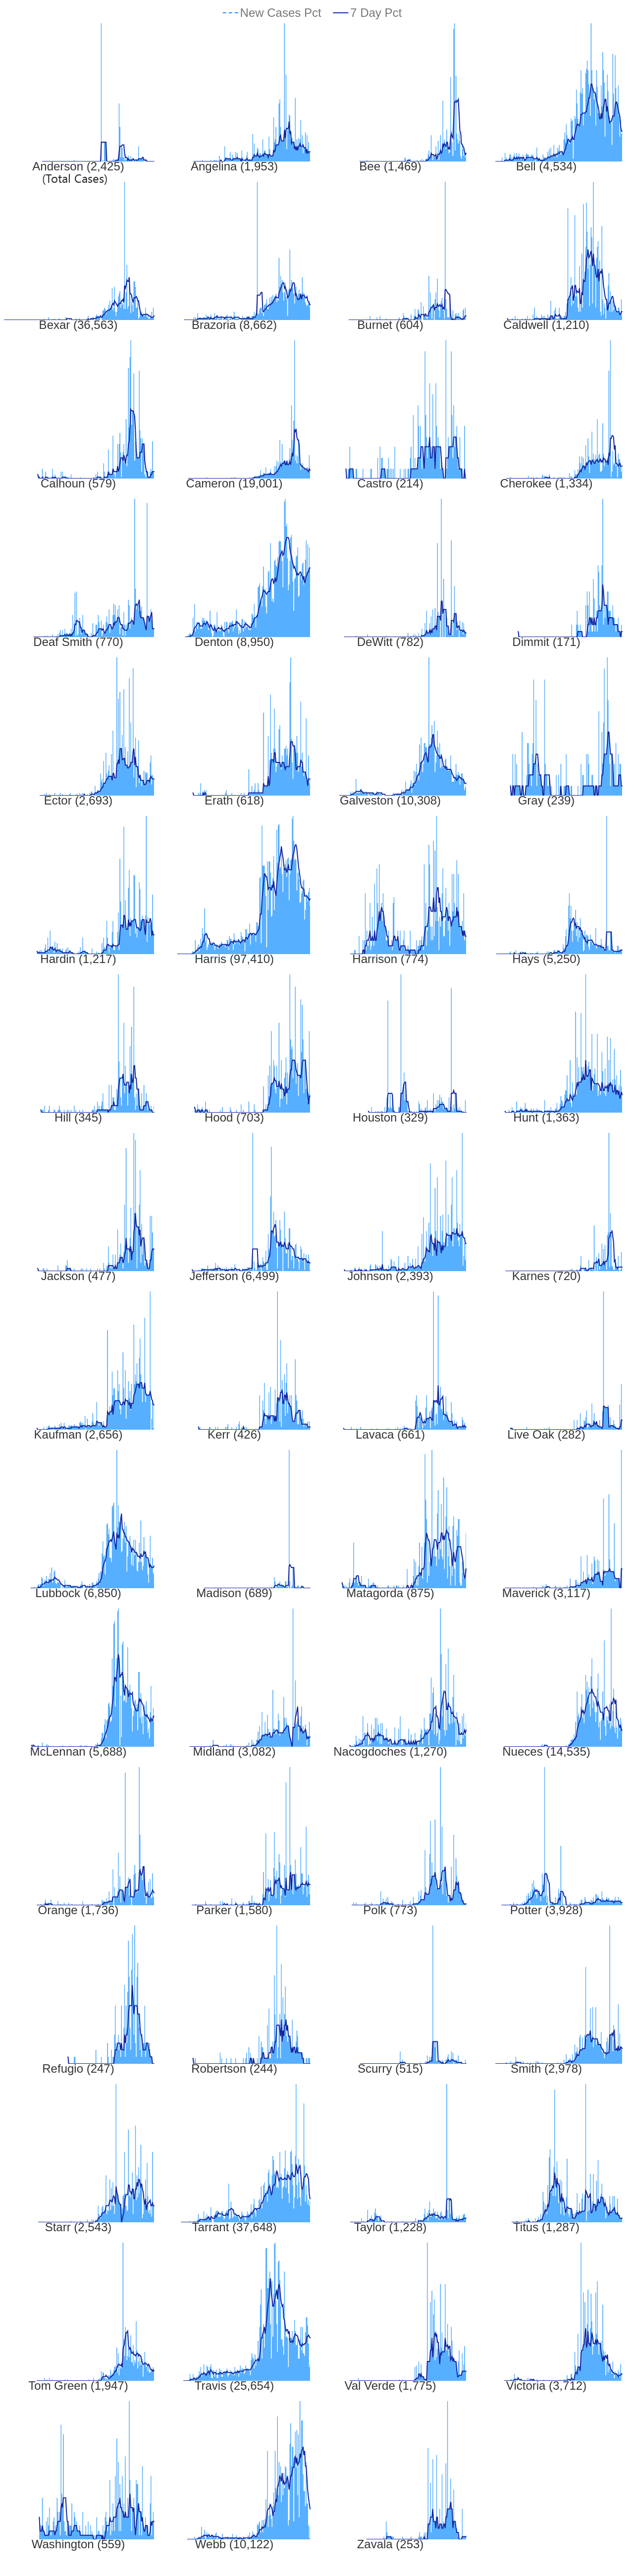 New Cases Pct 7 Day Pct
Anderson (2,425) Angelina (1,953) Bee (1,469) Bell (4,534)
(Total Cases)
Bexar (36,563) Brazoria (8,662) Burnet (604) Caldwell (1,210)
Calhoun (579) Cameron (19,001) Castro (214) Cherokee (1,334)
Deaf Smith (770) Denton (8,950) DeWitt (782) Dimmit (171)
Ector (2,693) Erath (618) Galveston (10,308) Gray (239)
Hardin (1,217) Harris (97,410) Harrison (774) Hays (5,250)
Hill (345) Hood (703) Houston (329) Hunt (1,363)
Jackson (477) Jefferson (6,499) Johnson (2,393) Karnes (720)
Kaufman (2,656) Kerr (426) Lavaca (661) Live Oak (282)
Lubbock (6,850) Madison (689) Matagorda (875) Maverick (3,117)
McLennan (5,688) Midland (3,082) Nacogdoches (1,270) Nueces (14,535)
Orange (1,736) Parker (1,580) Polk (773) Potter (3,928)
Refugio (247) Robertson (244) Scurry (515) Smith (2,978)
Starr (2,543) Tarrant (37,648) Taylor (1,228) Titus (1,287)
Tom Green (1,947) Travis (25,654) Val Verde (1,775) Victoria (3,712)
Washington (559) Webb (10,122) Zavala (253)